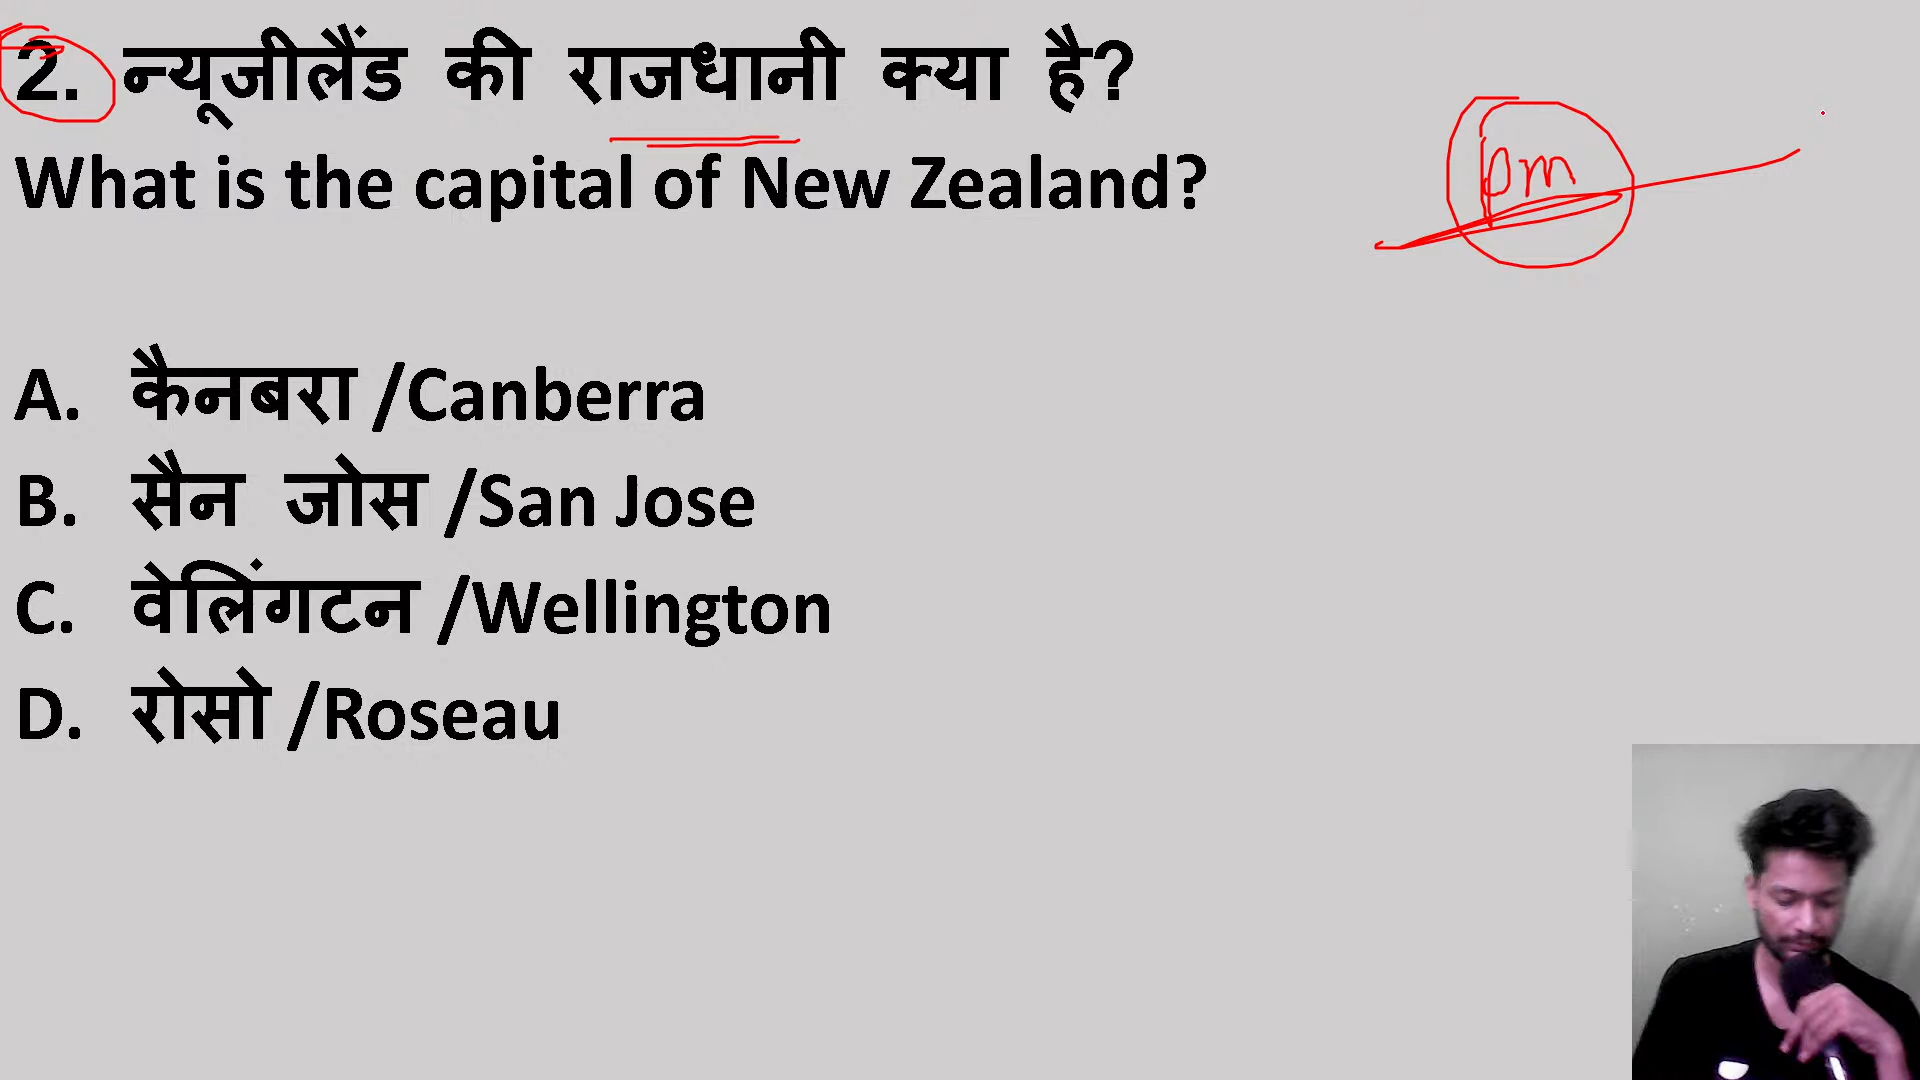 2. न्यूजीलैंड की राजधानी क्या है?
What is the capital of New Zealand?
pm
A. कैनबरा /Canberra
B. सैन जोस /San Jose
C. वेलिंगटन /Wellington
D. रोसो /Roseau